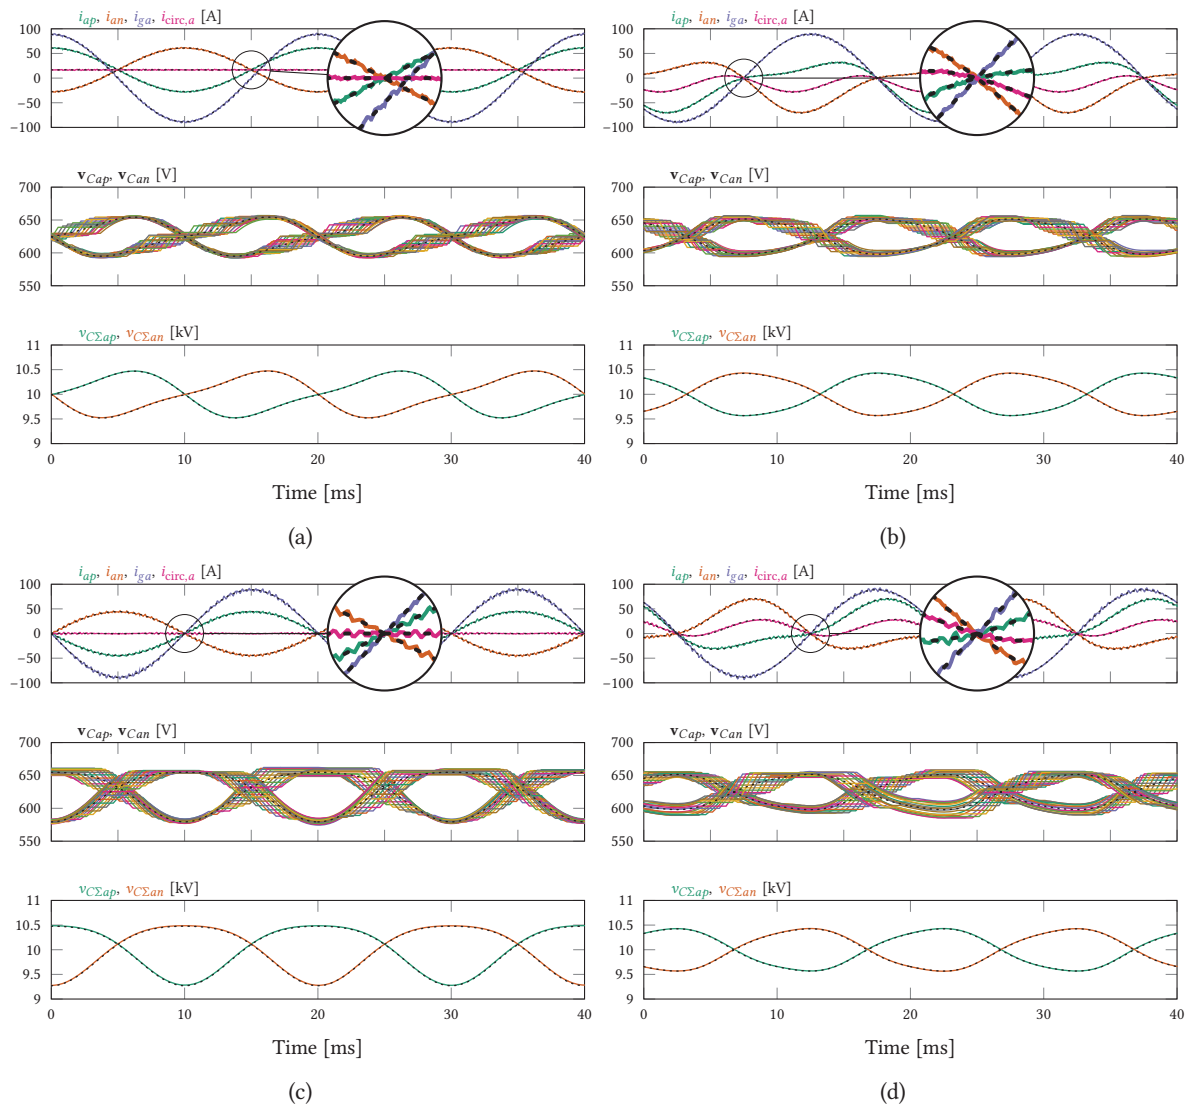 i_ap, i_an, i_ga, i_circ,a [A]
100
50
0
−50
−100
v_Cap, v_Can [V]
700
650
600
550
v_CΣap, v_CΣan [kV]
11
10.5
10
9.5
9
0 10 20 30 40
Time [ms]
(a)
i_ap, i_an, i_ga, i_circ,a [A]
100
50
0
−50
−100
v_Cap, v_Can [V]
700
650
600
550
v_CΣap, v_CΣan [kV]
11
10.5
10
9.5
9
0 10 20 30 40
Time [ms]
(b)
i_ap, i_an, i_ga, i_circ,a [A]
100
50
0
−50
−100
v_Cap, v_Can [V]
700
650
600
550
v_CΣap, v_CΣan [kV]
11
10.5
10
9.5
9
0 10 20 30 40
Time [ms]
(c)
i_ap, i_an, i_ga, i_circ,a [A]
100
50
0
−50
−100
v_Cap, v_Can [V]
700
650
600
550
v_CΣap, v_CΣan [kV]
11
10.5
10
9.5
9
0 10 20 30 40
Time [ms]
(d)